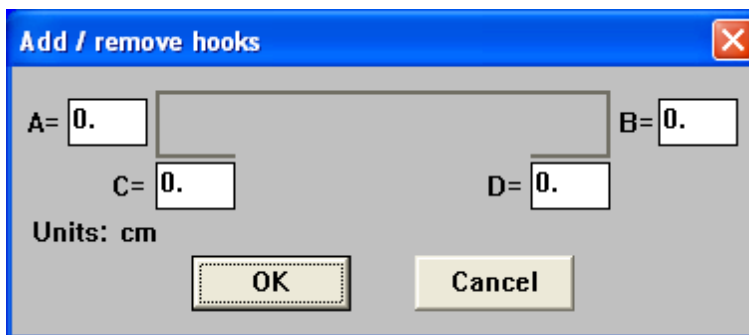 Add / remove hooks
A= 0. B= 0.
C= 0. D= 0.
Units: cm
OK Cancel